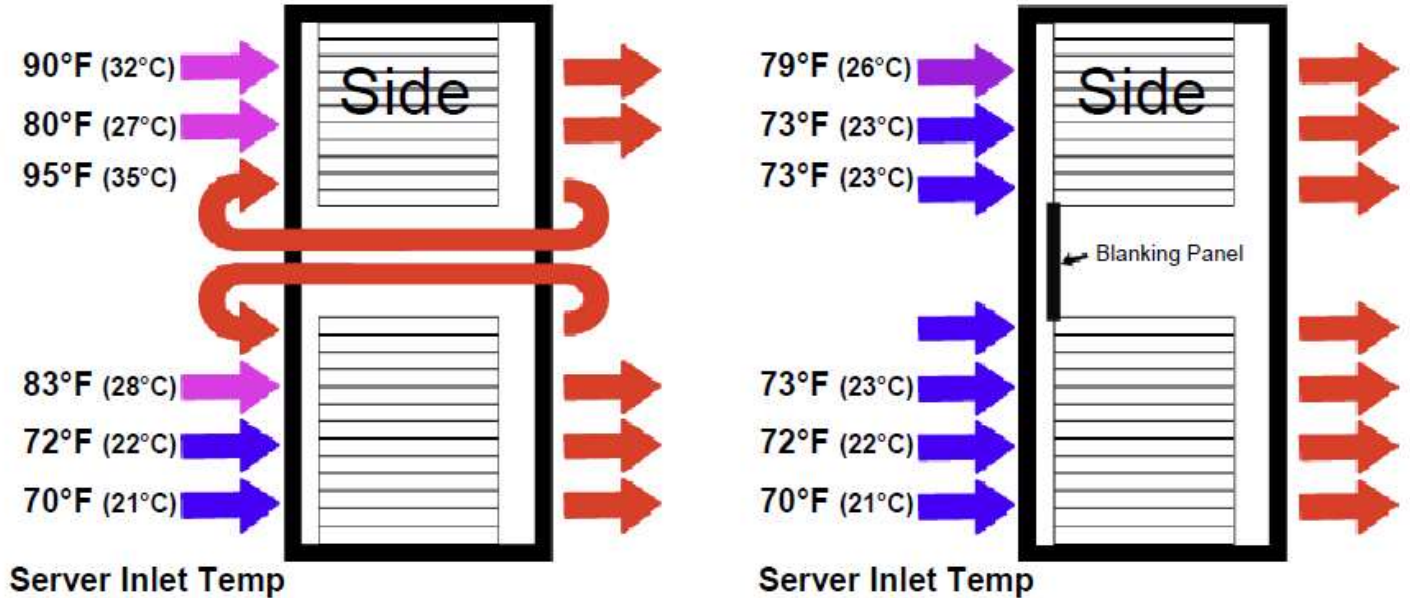 90°F (32°C)
80°F (27°C)
95°F (35°C)
83°F (28°C)
72°F (22°C)
70°F (21°C)
Side
Server Inlet Temp
79°F (26°C)
73°F (23°C)
73°F (23°C)
73°F (23°C)
72°F (22°C)
70°F (21°C)
Side
Blanking Panel
Server Inlet Temp